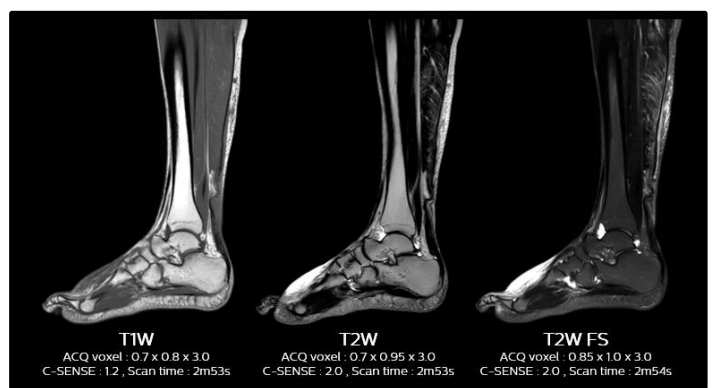 T1W
ACQ voxel : 0.7 x 0.8 x 3.0
C-SENSE : 1.2 , Scan time : 2m53s
T2W
ACQ voxel : 0.7 x 0.95 x 3.0
C-SENSE : 2.0 , Scan time : 2m53s
T2W FS
ACQ voxel : 0.85 x 1.0 x 3.0
C-SENSE : 2.0 , Scan time : 2m54s